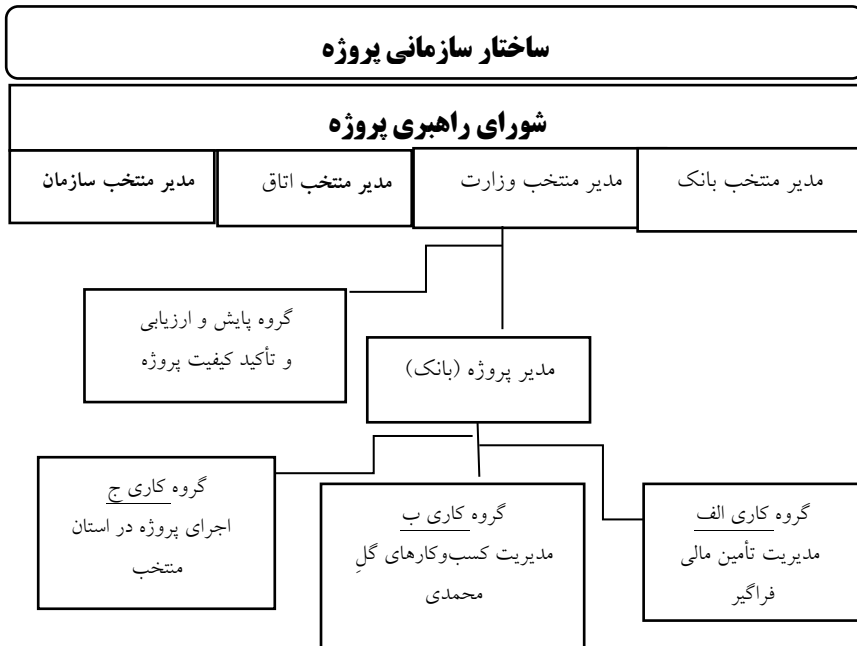 ساختار سازمانی پروژه
شورای راهبری پروژه
مدیر منتخب بانک
مدیر منتخب وزارت
مدیر منتخب اتاق
مدیر منتخب سازمان
گروه پایش و ارزیابی
و تأکید کیفیت پروژه
مدیر پروژه (بانک)
گروه کاری الف
مدیریت تأمین مالی
فراگیر
گروه کاری ب
مدیریت کسب‌وکارهای گلِ
محمدی
گروه کاری ج
اجرای پروژه در استان
منتخب